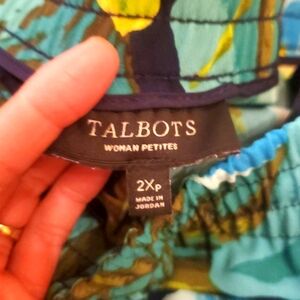 TALBOTS
WOMAN PETITES
2XP
MADE IN
JORDAN